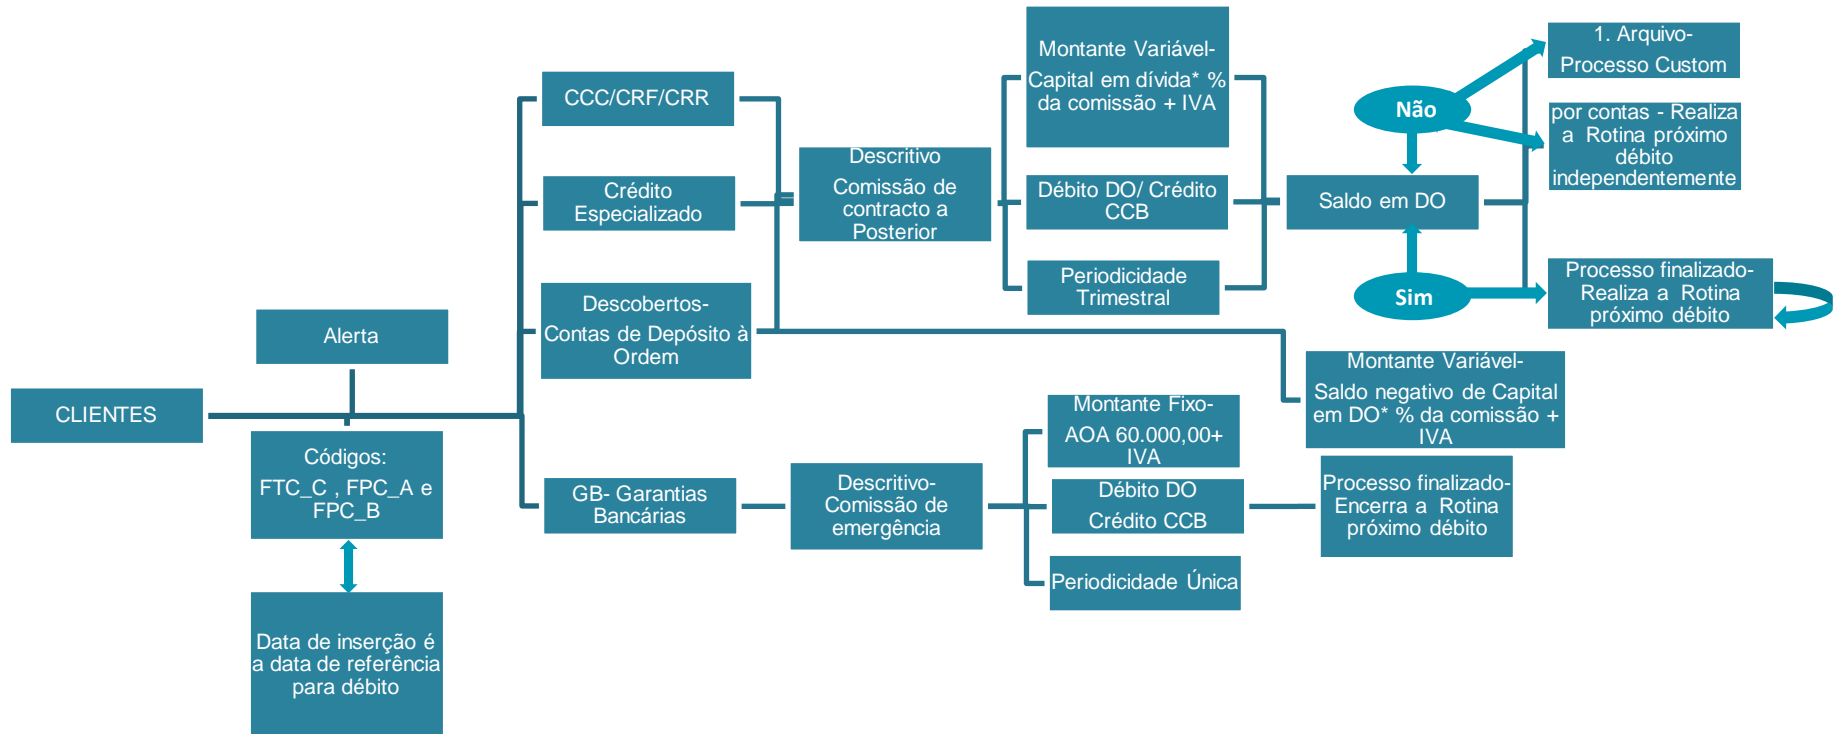 CLIENTES
Alerta
Códigos:
FTC_C , FPC_A e
FPC_B
Data de inserção é
a data de referência
para débito
CCC/CRF/CRR
Crédito
Especializado
Descobertos-
Contas de Depósito à
Ordem
GB- Garantias
Bancárias
Descritivo
Comissão de
contracto a
Posterior
Descritivo-
Comissão de
emergência
Montante Variável-
Capital em dívida* %
da comissão + IVA
Débito DO/ Crédito
CCB
Periodicidade
Trimestral
Montante Fixo-
AOA 60.000,00+
IVA
Débito DO
Crédito CCB
Periodicidade Única
Saldo em DO
Não
Sim
1. Arquivo-
Processo Custom
por contas - Realiza
a Rotina próximo
débito
independentemente
Processo finalizado-
Realiza a Rotina
próximo débito
Montante Variável-
Saldo negativo de Capital
em DO* % da comissão +
IVA
Processo finalizado-
Encerra a Rotina
próximo débito